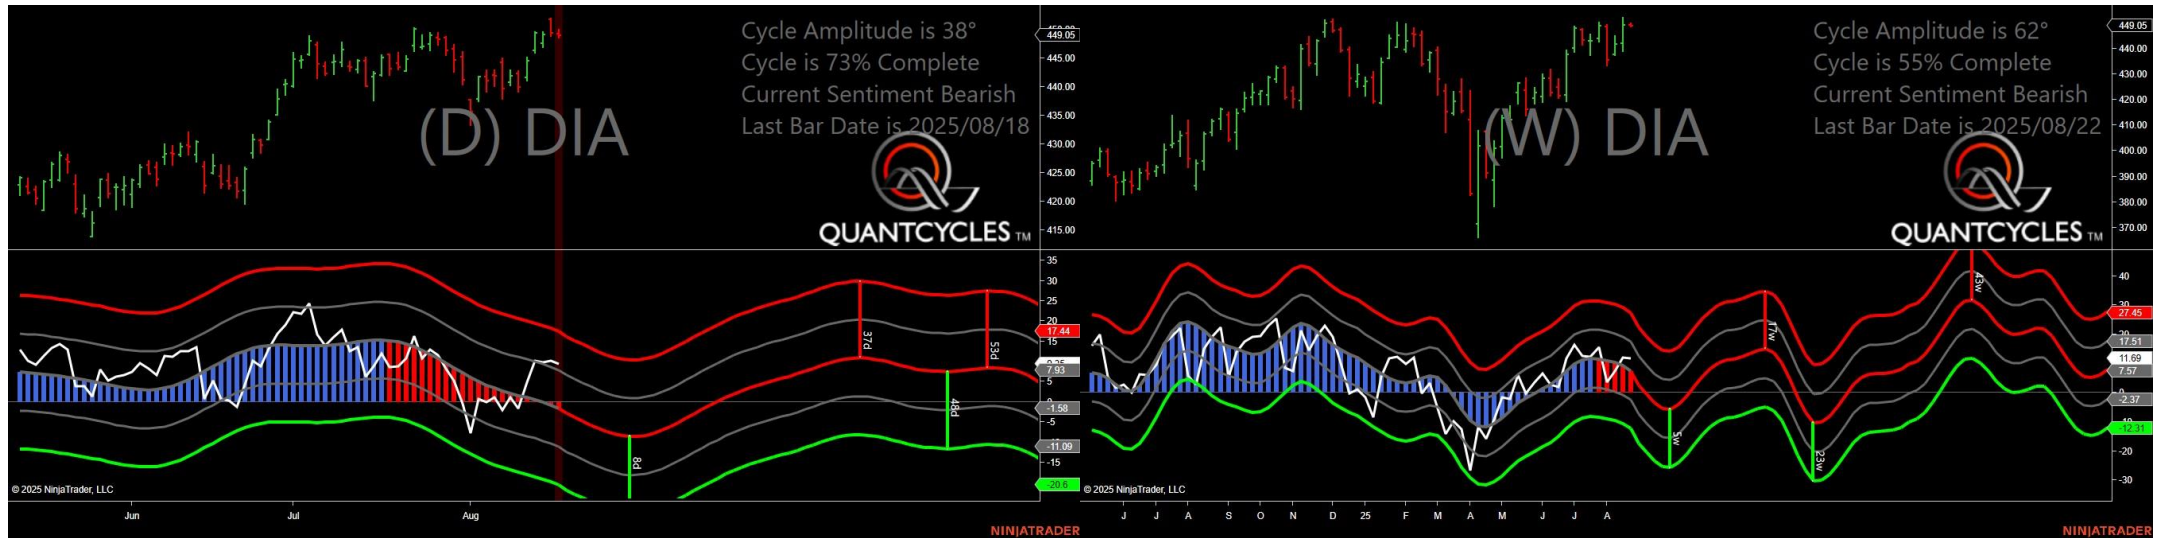 Cycle Amplitude is 38°
Cycle is 73% Complete
Current Sentiment Bearish
Last Bar Date is 2025/08/18
(D) DIA
QUANTCYCLES TM
449.05
445.00
440.00
435.00
430.00
425.00
420.00
415.00
35
30
25
20
17.44
15
7.93
5
-1.58
-5
-11.09
-15
-20.6
8d
37d
48d
53d
© 2025 NinjaTrader, LLC
Jun
Jul
Aug
NINJATRADER
Cycle Amplitude is 62°
Cycle is 55% Complete
Current Sentiment Bearish
Last Bar Date is 2025/08/22
(W) DIA
QUANTCYCLES TM
449.05
440.00
430.00
420.00
410.00
400.00
390.00
380.00
370.00
40
27.45
17.51
11.69
7.57
-2.37
-12.31
-20
-30
5w
17w
23w
43w
© 2025 NinjaTrader, LLC
J J A S O N D 25 F M A M J J A
NINJATRADER